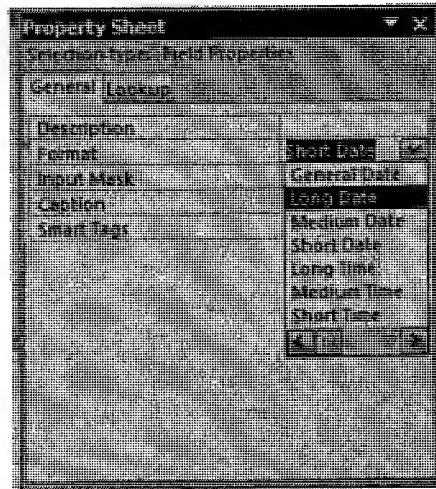 Property Sheet
Selection type: Field Properties
General Lookup
Description
Format Short Date
General Date
Input Mask
Long Date
Caption
Medium Date
Smart Tags
Short Date
Long Time
Medium Time
Short Time